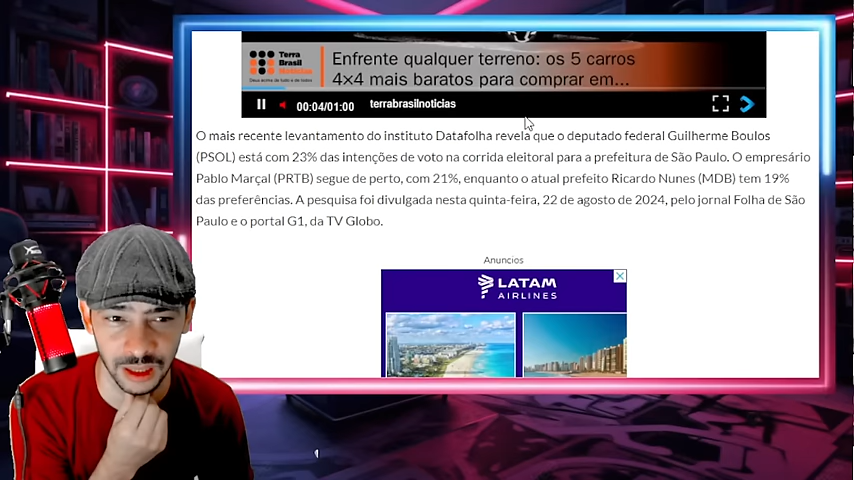 Terra
Brasil
Notícias
Enfrente qualquer terreno: os 5 carros
4×4 mais baratos para comprar em...
00:04/01:00
terrabrasilnoticias
O mais recente levantamento do instituto Datafolha revela que o deputado federal Guilherme Boulos
(PSOL) está com 23% das intenções de voto na corrida eleitoral para a prefeitura de São Paulo. O empresário
Pablo Marçal (PRTB) segue de perto, com 21%, enquanto o atual prefeito Ricardo Nunes (MDB) tem 19%
das preferências. A pesquisa foi divulgada nesta quinta-feira, 22 de agosto de 2024, pelo jornal Folha de São
Paulo e o portal G1, da TV Globo.
Anuncios
LATAM
AIRLINES